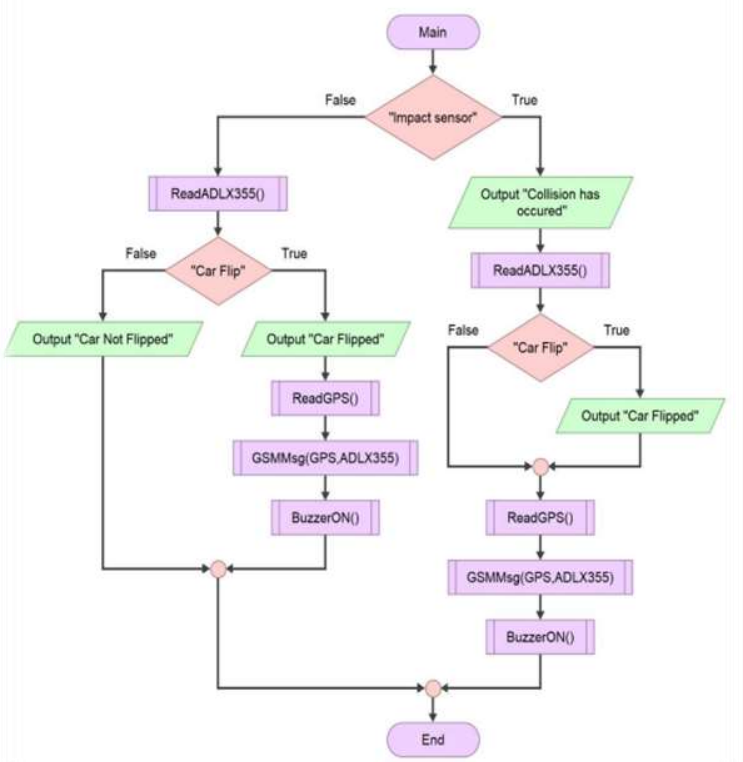 Main
False
True
"Impact sensor"
ReadADLX355()
Output "Collision has
occured"
False
True
"Car Flip"
ReadADLX355()
Output "Car Not Flipped"
Output "Car Flipped"
False
True
"Car Flip"
ReadGPS()
Output "Car Flipped"
GSMMsg(GPS,ADLX355)
BuzzerON()
ReadGPS()
GSMMsg(GPS,ADLX355)
BuzzerON()
End